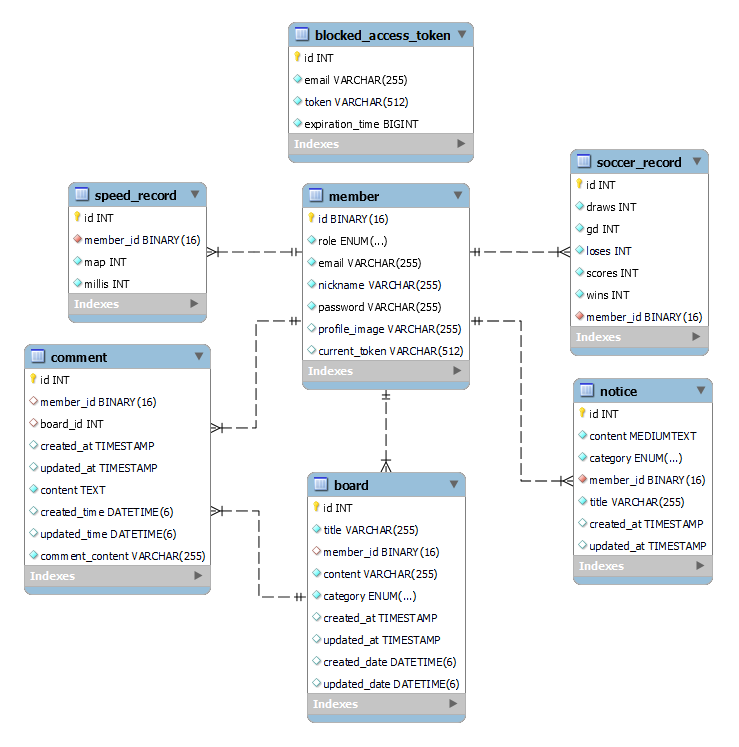 blocked_access_token
id INT
email VARCHAR(255)
token VARCHAR(512)
expiration_time BIGINT
Indexes
speed_record
id INT
member_id BINARY(16)
map INT
millis INT
Indexes
member
id BINARY(16)
role ENUM(...)
email VARCHAR(255)
nickname VARCHAR(255)
password VARCHAR(255)
profile_image VARCHAR(255)
current_token VARCHAR(512)
Indexes
soccer_record
id INT
draws INT
gd INT
loses INT
scores INT
wins INT
member_id BINARY(16)
Indexes
comment
id INT
member_id BINARY(16)
board_id INT
created_at TIMESTAMP
updated_at TIMESTAMP
content TEXT
created_time DATETIME(6)
updated_time DATETIME(6)
comment_content VARCHAR(255)
Indexes
board
id INT
title VARCHAR(255)
member_id BINARY(16)
content VARCHAR(255)
category ENUM(...)
created_at TIMESTAMP
updated_at TIMESTAMP
created_date DATETIME(6)
updated_date DATETIME(6)
Indexes
notice
id INT
content MEDIUMTEXT
category ENUM(...)
member_id BINARY(16)
title VARCHAR(255)
created_at TIMESTAMP
updated_at TIMESTAMP
Indexes